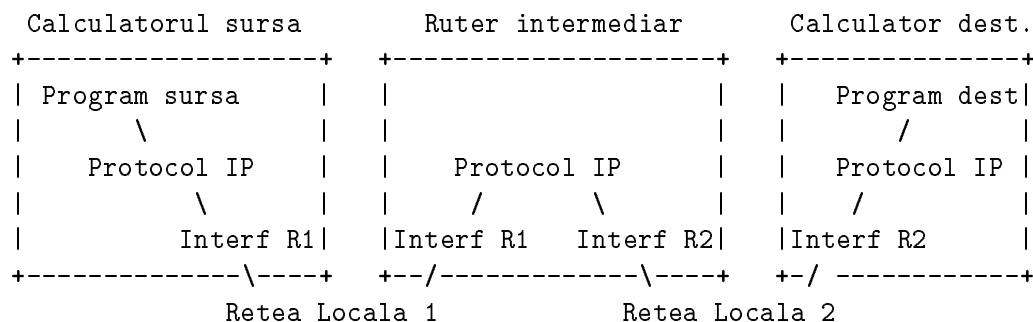 Calculatorul sursa Ruter intermediar Calculator dest.
+-------------------+ +---------------------+ +---------------+
| Program sursa | | | | Program dest|
| \ | | | | / |
| Protocol IP | | Protocol IP | | Protocol IP |
| \ | | / \ | | / |
| Interf R1| |Interf R1 Interf R2| |Interf R2 |
+--------------\----+ +--/-------------\----+ +-/ ------------+
Retea Locala 1 Retea Locala 2